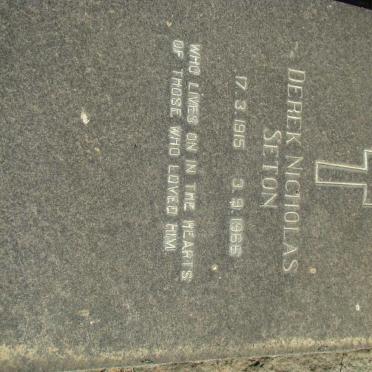 DEREK NICHOLAS
SETON
17.3.1915 3.9.1965
WHO LIVES ON IN THE HEARTS
OF THOSE WHO LOVED HIM.